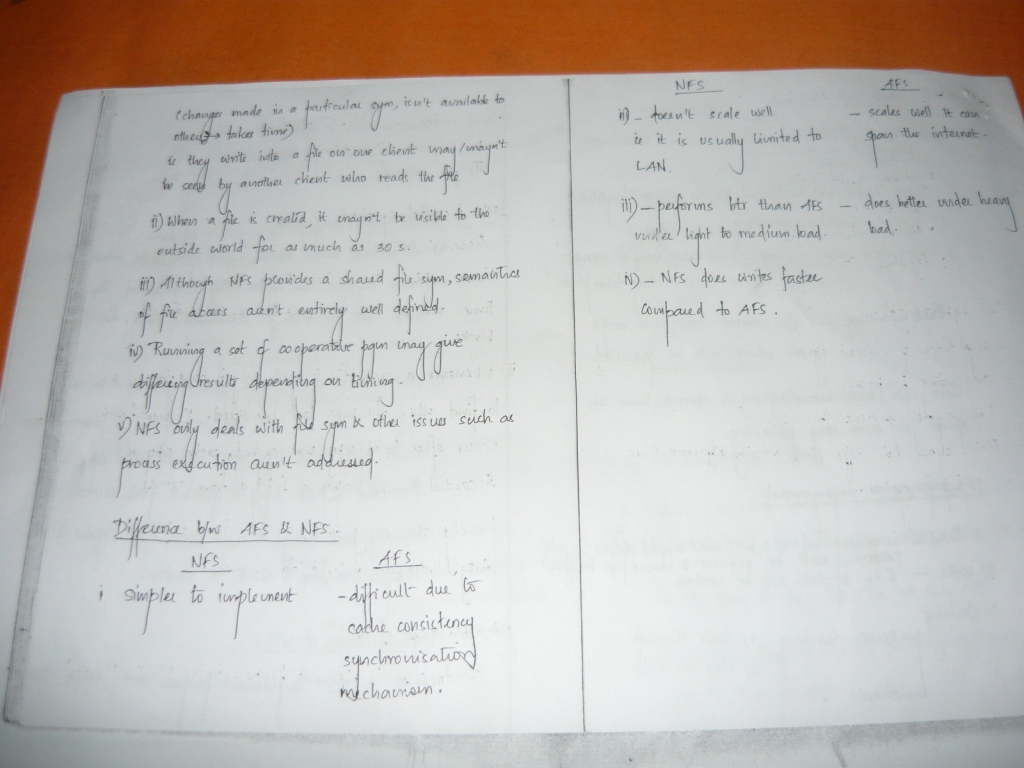 (changes made in a particular sym, isn't available to
others → takes time)
ie they write into a file on one client may/mayn't
be seen by another client who reads the file
ii) When a file is created, it mayn't be visible to the
outside world for as much as 30 s.
iii) Although NFS provides a shared file sym, semantics
of file access aren't entirely well defined.
iv) Running a set of cooperative pgm may give
differing results depending on timing.
v) NFS only deals with file sym & other issues such as
process execution aren't addressed.
Difference b/w AFS & NFS.
NFS AFS
i simpler to implement - difficult due to
cache consistency
synchronisation
mechanism.
NFS AFS
ii) - doesn't scale well - scales well it can
ie it is usually limited to span the internet.
LAN.
iii) - performs btr than AFS - does better under heavy
under light to medium load. load.
iv) - NFS does writes faster
compared to AFS.